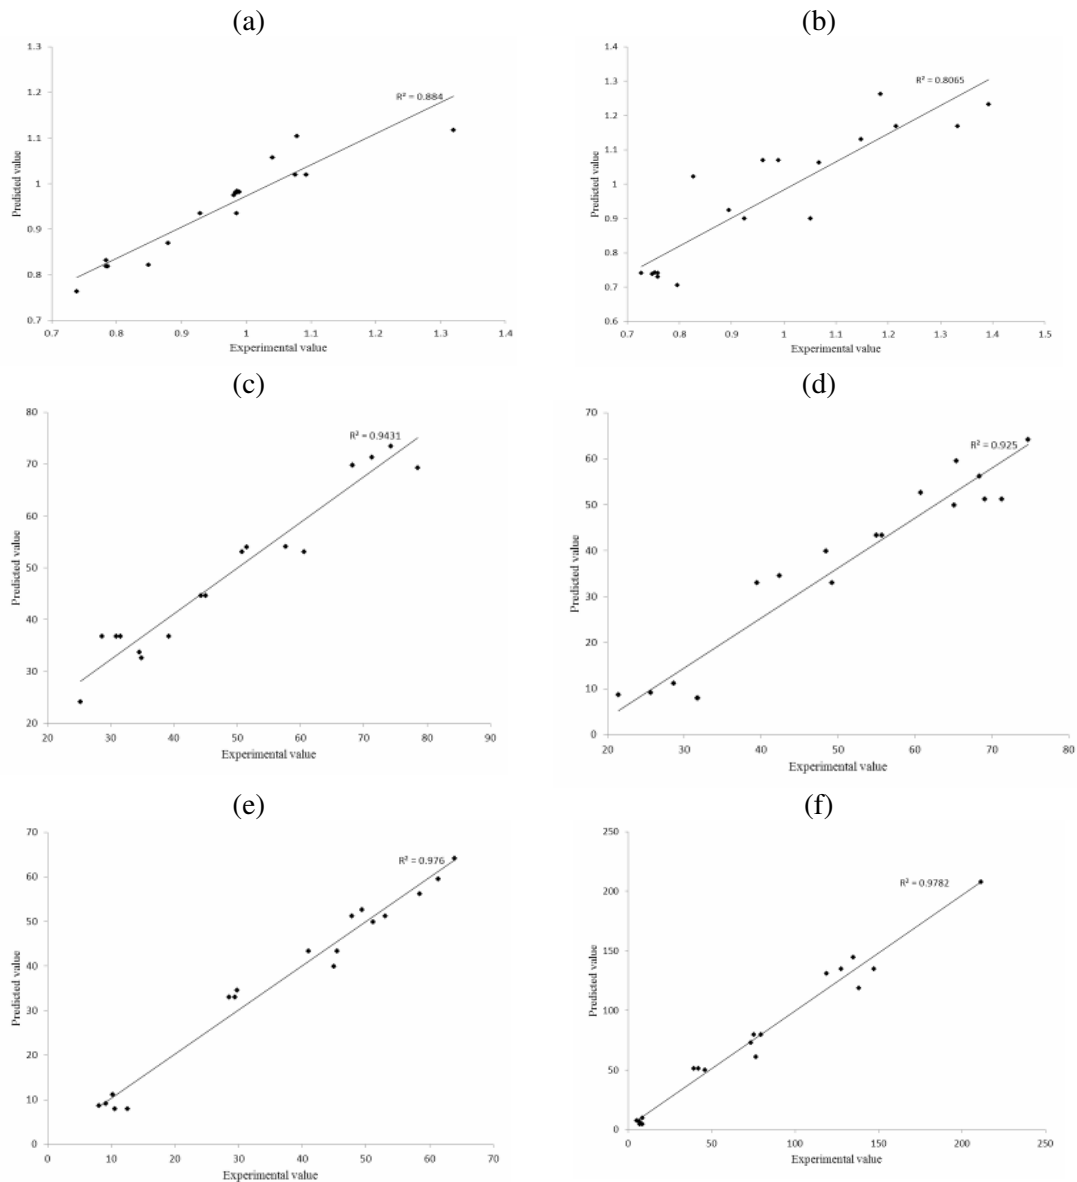 (a)
1.3
1.2
1.1
1
0.9
0.8
0.7
Predicted value
R² = 0.884
0.7 0.8 0.9 1 1.1 1.2 1.3 1.4
Experimental value
(b)
1.4
1.3
1.2
1.1
1
0.9
0.8
0.7
0.6
Predicted value
R² = 0.8065
0.7 0.8 0.9 1 1.1 1.2 1.3 1.4 1.5
Experimental value
(c)
80
70
60
50
40
30
20
Predicted value
R² = 0.9431
20 30 40 50 60 70 80 90
Experimental value
(d)
70
60
50
40
30
20
10
0
Predicted value
R² = 0.925
20 30 40 50 60 70 80
Experimental value
(e)
70
60
50
40
30
20
10
0
Predicted value
R² = 0.976
0 10 20 30 40 50 60 70
Experimental value
(f)
250
200
150
100
50
0
Predicted value
R² = 0.9782
0 50 100 150 200 250
Experimental value